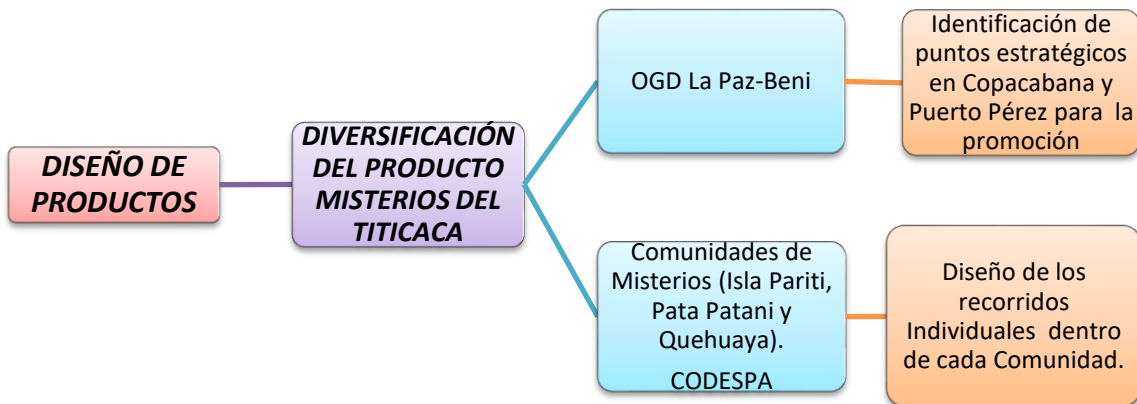 DISEÑO DE
PRODUCTOS
DIVERSIFICACIÓN
DEL PRODUCTO
MISTERIOS DEL
TITICACA
OGD La Paz-Beni
Identificación de
puntos estratégicos
en Copacabana y
Puerto Pérez para la
promoción
Comunidades de
Misterios (Isla Pariti,
Pata Patani y
Quehuaya).
CODESPA
Diseño de los
recorridos
Individuales dentro
de cada Comunidad.